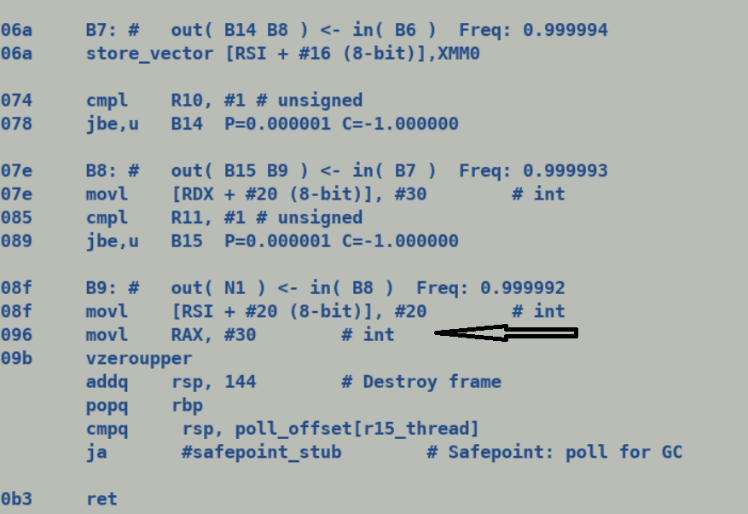 06a B7: # out( B14 B8 ) <- in( B6 ) Freq: 0.999994
06a store_vector [RSI + #16 (8-bit)],XMM0
074 cmpl R10, #1 # unsigned
078 jbe,u B14 P=0.000001 C=-1.000000
07e B8: # out( B15 B9 ) <- in( B7 ) Freq: 0.999993
07e movl [RDX + #20 (8-bit)], #30 # int
085 cmpl R11, #1 # unsigned
089 jbe,u B15 P=0.000001 C=-1.000000
08f B9: # out( N1 ) <- in( B8 ) Freq: 0.999992
08f movl [RSI + #20 (8-bit)], #20 # int
096 movl RAX, #30 # int
09b vzeroupper
addq rsp, 144 # Destroy frame
popq rbp
cmpq rsp, poll_offset[r15_thread]
ja #safepoint_stub # Safepoint: poll for GC
0b3 ret